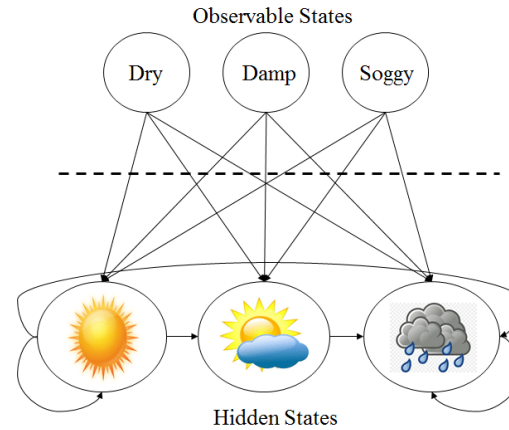 Observable States
Dry
Damp
Soggy
Hidden States